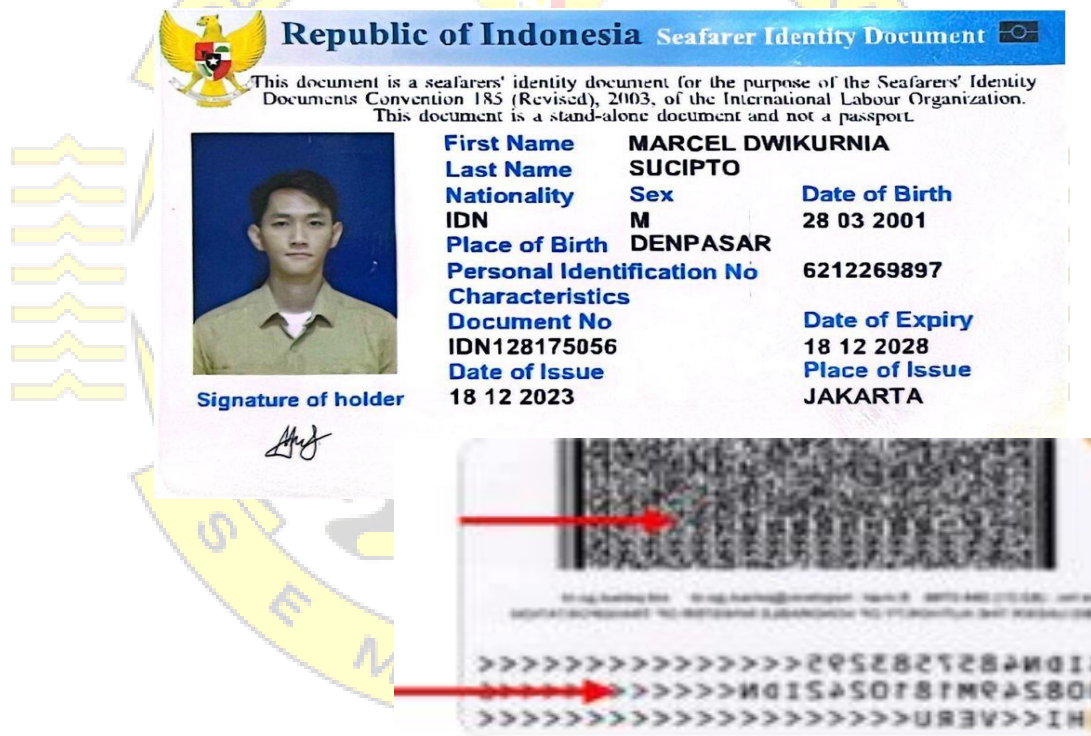 Republic of Indonesia Seafarer Identity Document
This document is a seafarers' identity document for the purpose of the Seafarers' Identity
Documents Convention 185 (Revised), 2003, of the International Labour Organization.
This document is a stand-alone document and not a passport.
First Name MARCEL DWIKURNIA
Last Name SUCIPTO
Nationality Sex Date of Birth
IDN M 28 03 2001
Place of Birth DENPASAR
Personal Identification No 6212269897
Characteristics
Document No Date of Expiry
IDN128175056 18 12 2028
Date of Issue Place of Issue
18 12 2023 JAKARTA
Signature of holder
S E M